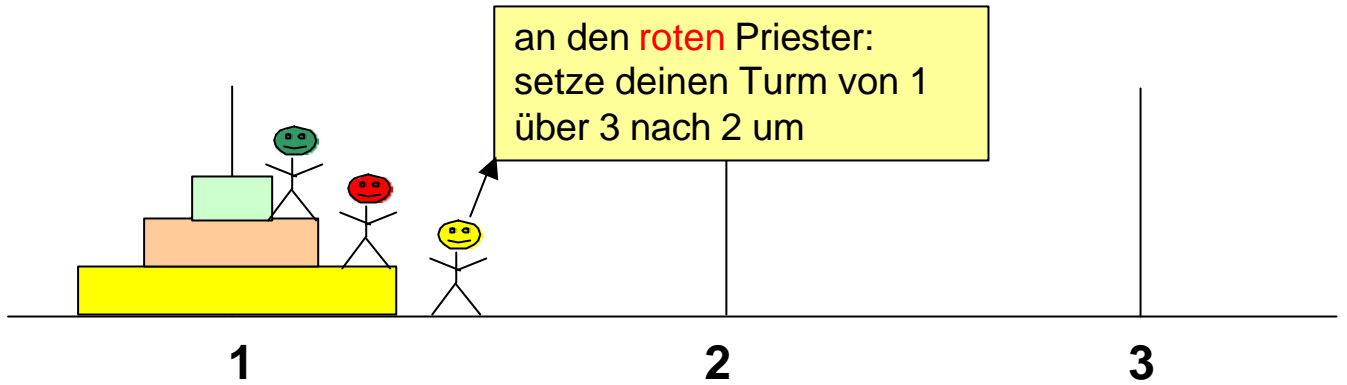 an den roten Priester:
setze deinen Turm von 1
über 3 nach 2 um
1 2 3